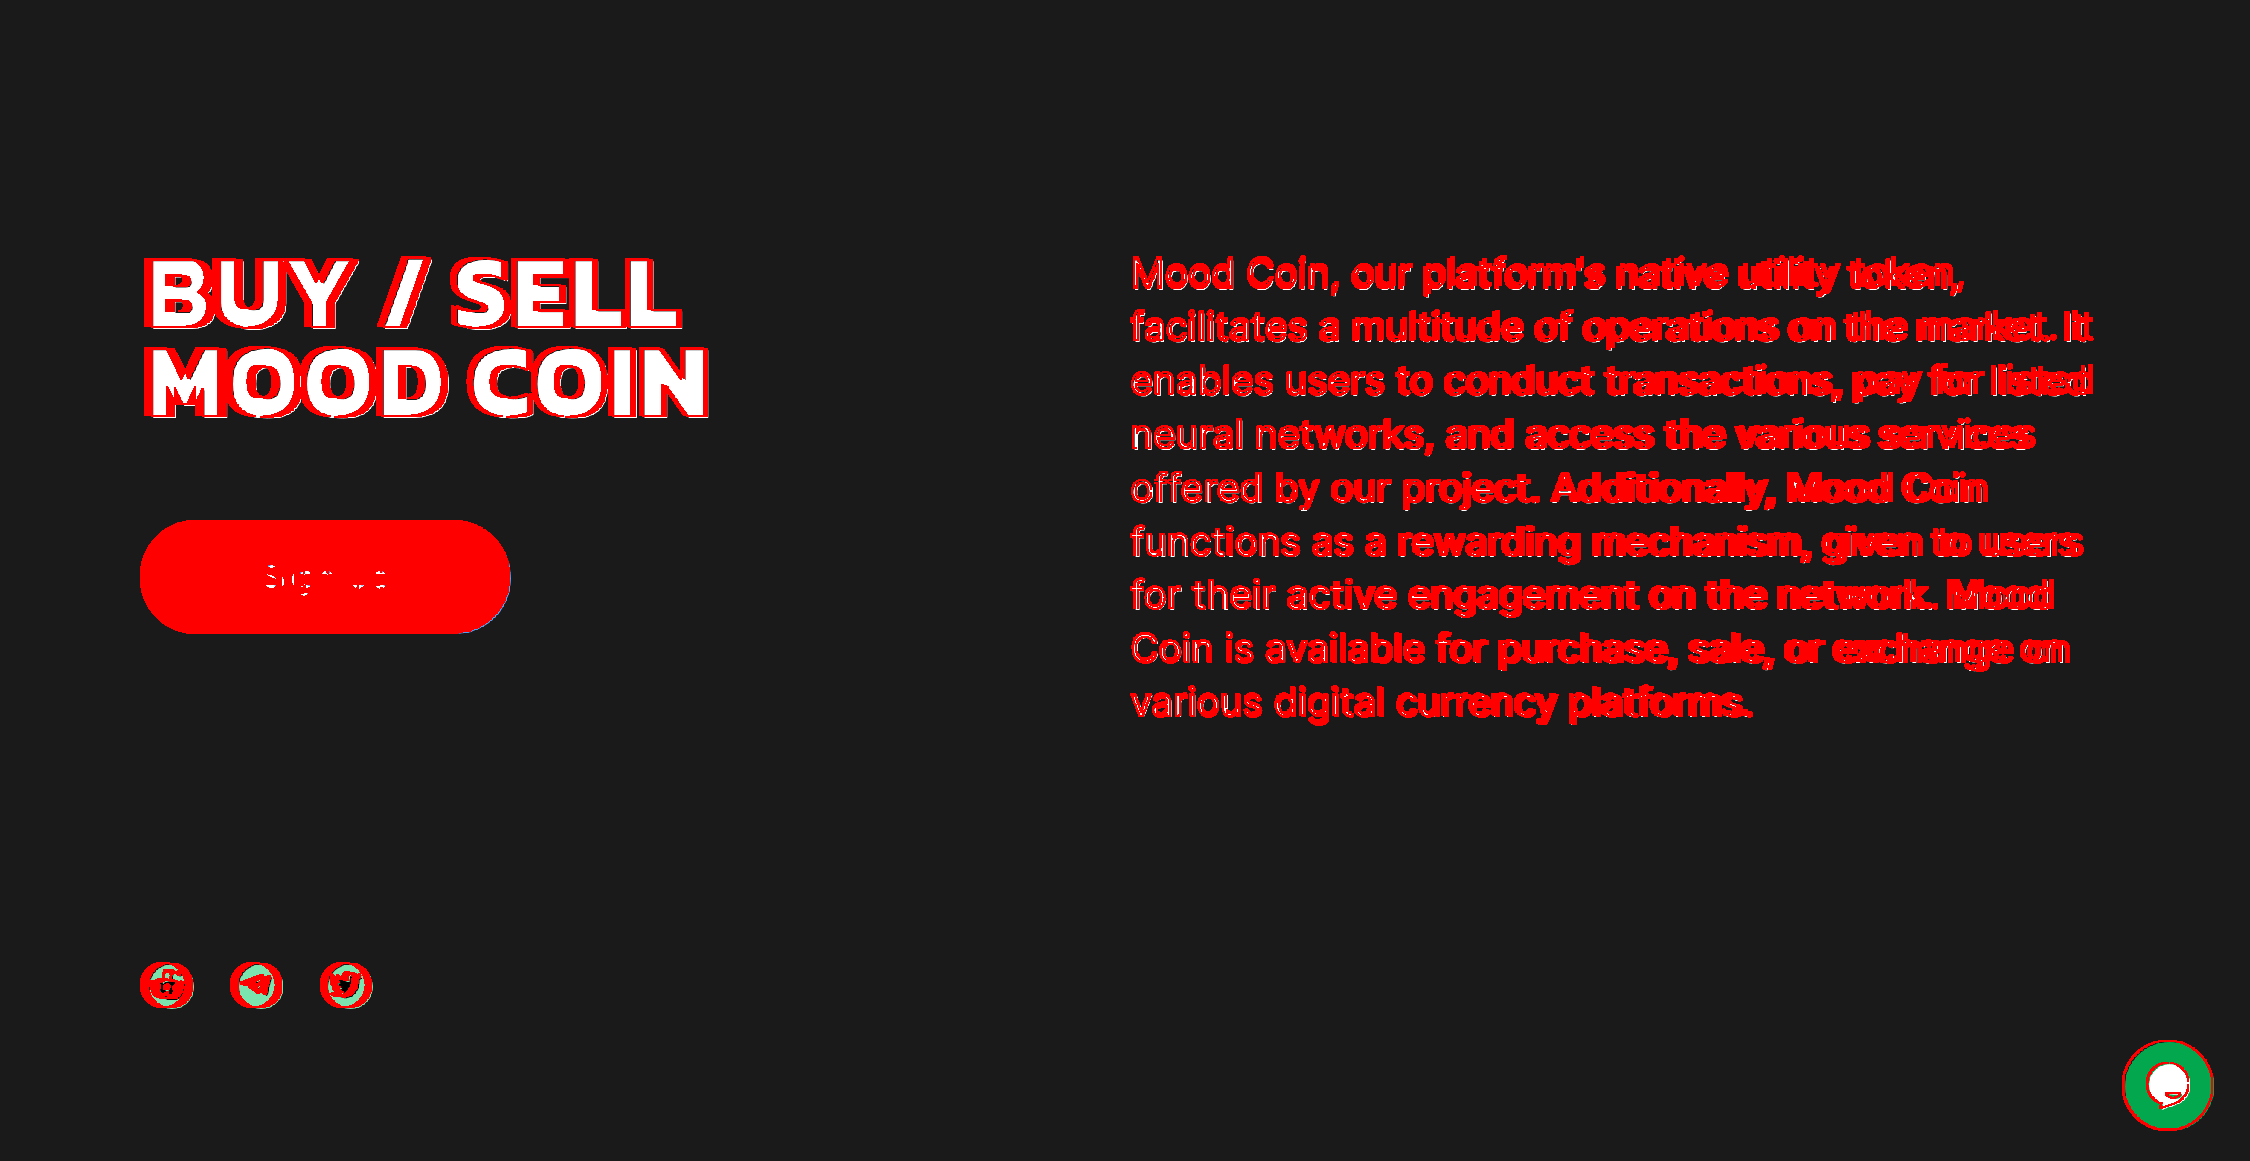 BUY / SELL
MOOD COIN
Sign Up
Mood Coin, our platform's native utility token,
facilitates a multitude of operations on the market. It
enables users to conduct transactions, pay for listed
neural networks, and access the various services
offered by our project. Additionally, Mood Coin
functions as a rewarding mechanism, given to users
for their active engagement on the network. Mood
Coin is available for purchase, sale, or exchange on
various digital currency platforms.